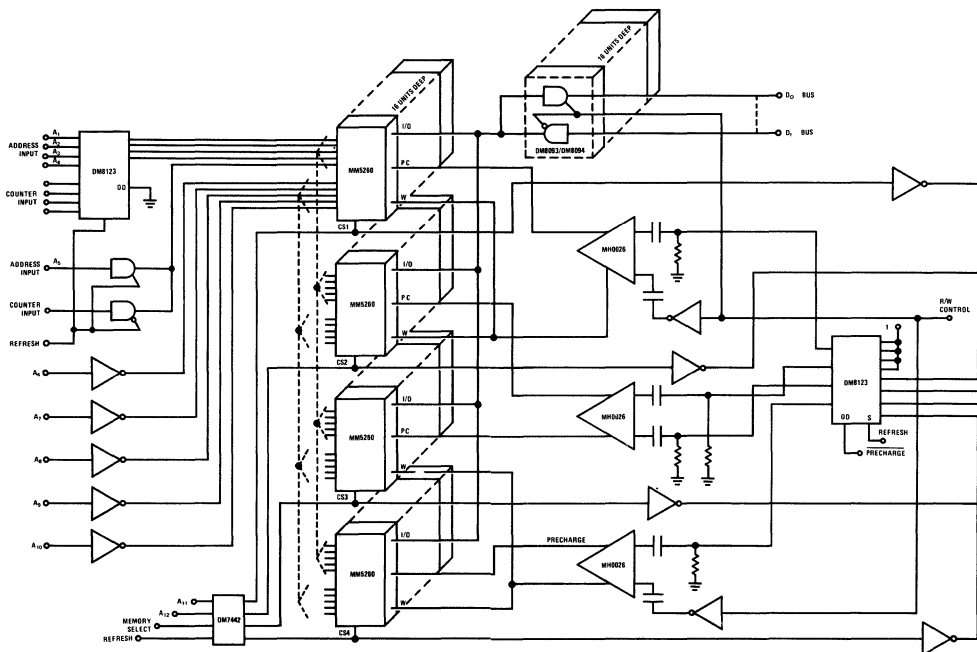 16 UNITS DEEP
16 UNITS DEEP
I/O
D₀ BUS
D₁ BUS
DM8093/DM8094
A₁
A₂
A₃
A₄
ADDRESS INPUT
COUNTER INPUT
DM8123
OD
MM5260
PC
W
CS1
A₅
ADDRESS INPUT
COUNTER INPUT
REFRESH
I/O
MM5260
PC
W
CS2
MH0026
R/W CONTROL
1
DM8123
OD
S
REFRESH
PRECHARGE
A₆
A₇
A₈
A₉
A₁₀
I/O
MM5260
PC
W
CS3
MH0026
I/O
MM5260
PRECHARGE
W
CS4
MH0026
A₁₁
A₁₂
MEMORY SELECT
REFRESH
DM7442